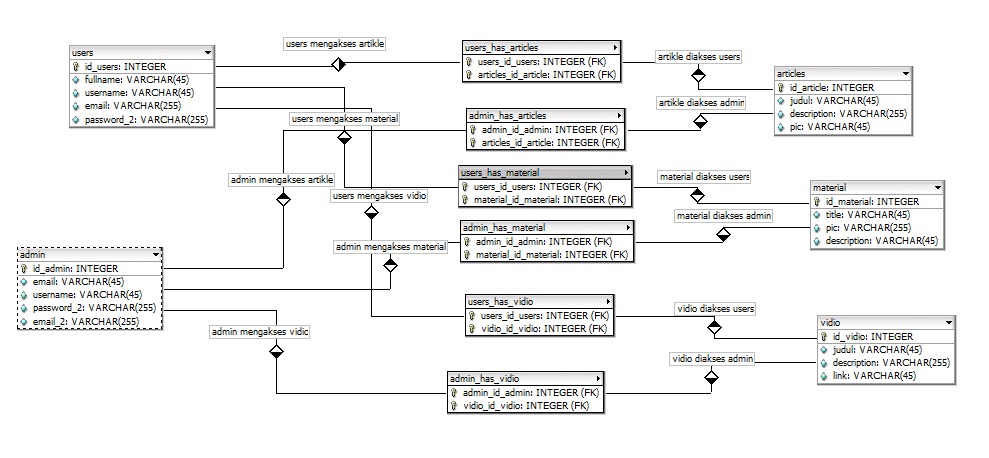 users
id_users: INTEGER
fullname: VARCHAR(45)
username: VARCHAR(45)
email: VARCHAR(255)
password_2: VARCHAR(255)
users mengakses artikle
users_has_articles
users_id_users: INTEGER (FK)
articles_id_article: INTEGER (FK)
artikle diakses users
articles
id_article: INTEGER
judul: VARCHAR(45)
description: VARCHAR(255)
pic: VARCHAR(45)
artikle diakses admin
admin_has_articles
admin_id_admin: INTEGER (FK)
articles_id_article: INTEGER (FK)
users mengakses material
users_has_material
users_id_users: INTEGER (FK)
material_id_material: INTEGER (FK)
material diakses users
admin mengakses artikle
users mengakses vidio
material
id_material: INTEGER
title: VARCHAR(45)
pic: VARCHAR(255)
description: VARCHAR(45)
material diakses admin
admin_has_material
admin_id_admin: INTEGER (FK)
material_id_material: INTEGER (FK)
admin mengakses material
admin
id_admin: INTEGER
email: VARCHAR(45)
username: VARCHAR(45)
password_2: VARCHAR(255)
email_2: VARCHAR(255)
users_has_vidio
users_id_users: INTEGER (FK)
vidio_id_vidio: INTEGER (FK)
vidio diakses users
admin mengakses vidic
vidio
id_vidio: INTEGER
judul: VARCHAR(45)
description: VARCHAR(255)
link: VARCHAR(45)
vidio diakses admin
admin_has_vidio
admin_id_admin: INTEGER (FK)
vidio_id_vidio: INTEGER (FK)